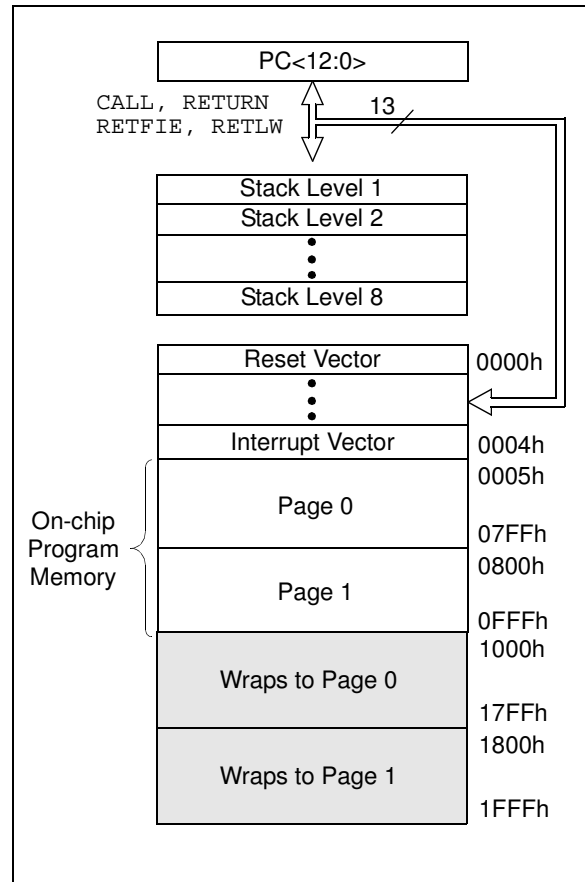 PC<12:0>
CALL, RETURN
RETFIE, RETLW
13
Stack Level 1
Stack Level 2
Stack Level 8
Reset Vector
0000h
Interrupt Vector
0004h
0005h
On-chip
Program
Memory
Page 0
07FFh
0800h
Page 1
0FFFh
1000h
Wraps to Page 0
17FFh
1800h
Wraps to Page 1
1FFFh